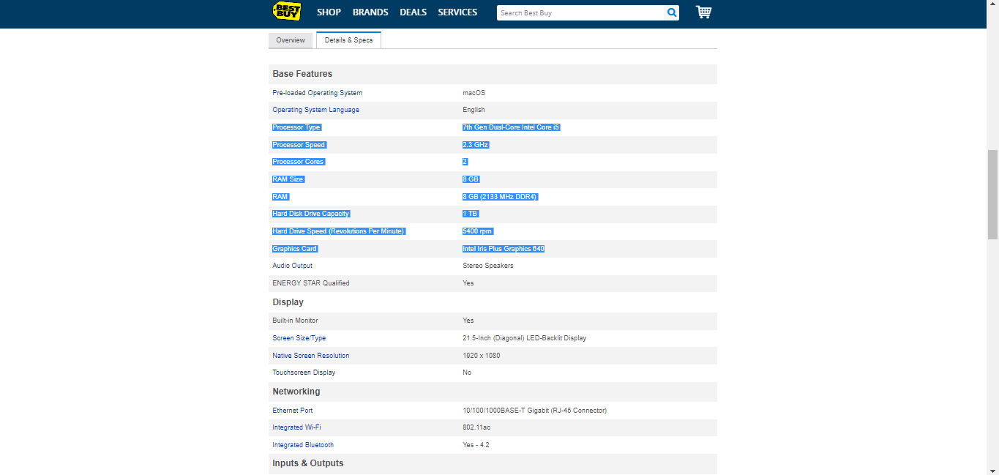 BEST BUY SHOP BRANDS DEALS SERVICES Search Best Buy
Overview Details & Specs
Base Features
Pre-loaded Operating System macOS
Operating System Language English
Processor Type 7th Gen Dual-Core Intel Core i5
Processor Speed 2.3 GHz
Processor Cores 2
RAM Size 8 GB
RAM 8 GB (2133 MHz DDR4)
Hard Disk Drive Capacity 1 TB
Hard Drive Speed (Revolutions Per Minute) 5400 rpm
Graphics Card Intel Iris Plus Graphics 640
Audio Output Stereo Speakers
ENERGY STAR Qualified Yes
Display
Built-in Monitor Yes
Screen Size/Type 21.5-Inch (Diagonal) LED-Backlit Display
Native Screen Resolution 1920 x 1080
Touchscreen Display No
Networking
Ethernet Port 10/100/1000BASE-T Gigabit (RJ-45 Connector)
Integrated Wi-Fi 802.11ac
Integrated Bluetooth Yes - 4.2
Inputs & Outputs